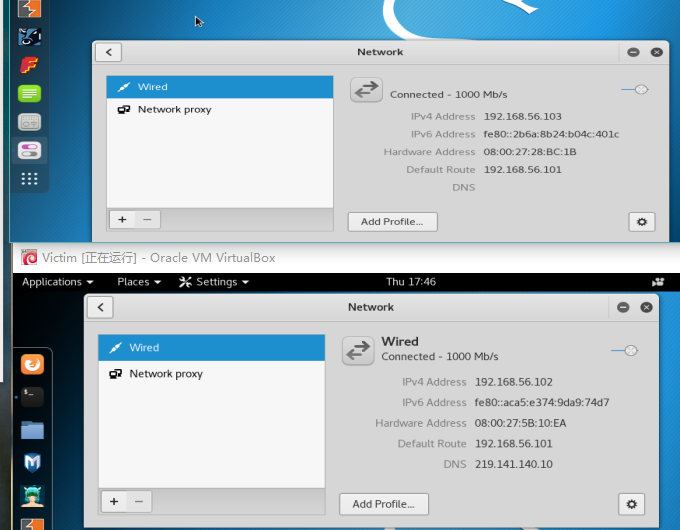 Network
Wired
Network proxy
Connected - 1000 Mb/s
IPv4 Address 192.168.56.103
IPv6 Address fe80::2b6a:8b24:b04c:401c
Hardware Address 08:00:27:28:BC:1B
Default Route 192.168.56.101
DNS
+ − Add Profile...
Victim [正在运行] - Oracle VM VirtualBox
Applications Places Settings Thu 17:46
Network
Wired
Network proxy
Wired
Connected - 1000 Mb/s
IPv4 Address 192.168.56.102
IPv6 Address fe80::aca5:e374:9da9:74d7
Hardware Address 08:00:27:5B:10:EA
Default Route 192.168.56.101
DNS 219.141.140.10
+ − Add Profile...